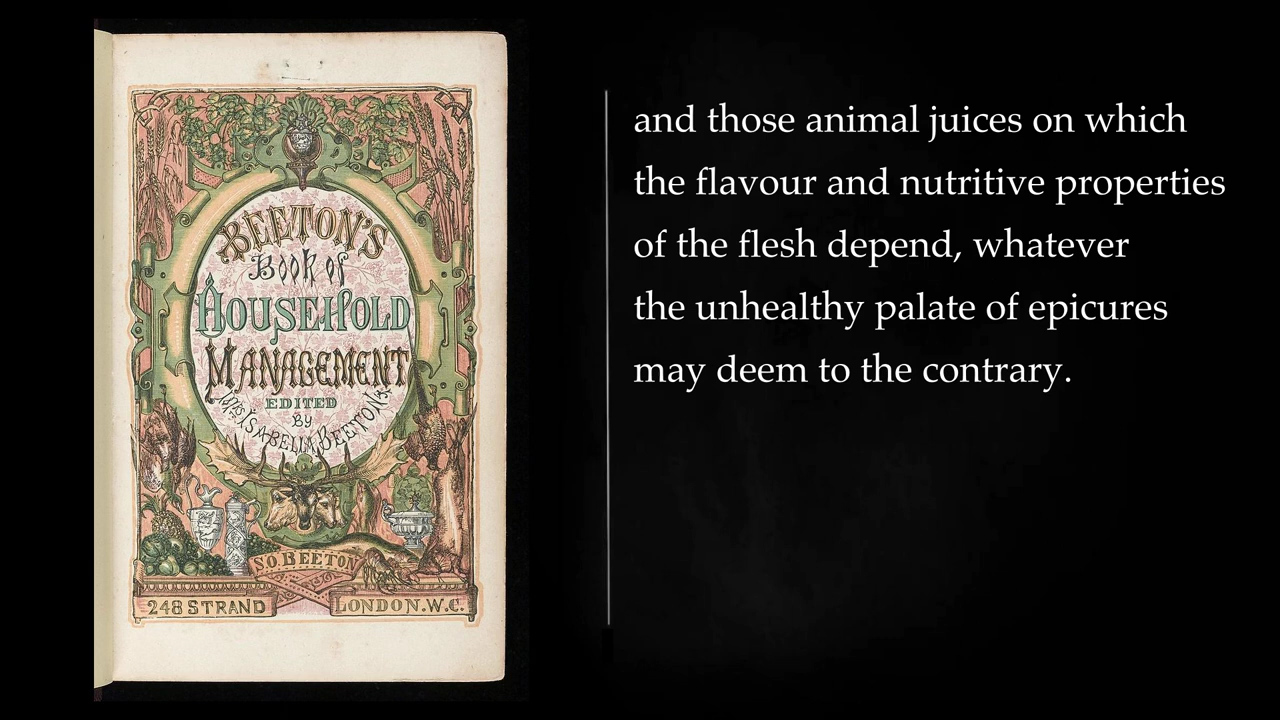 BEETON'S
Book of
HOUSEHOLD
MANAGEMENT
EDITED
BY
MRS ISABELLA BEETON
S.O. BEETON
248 STRAND
LONDON. W.C.
and those animal juices on which
the flavour and nutritive properties
of the flesh depend, whatever
the unhealthy palate of epicures
may deem to the contrary.